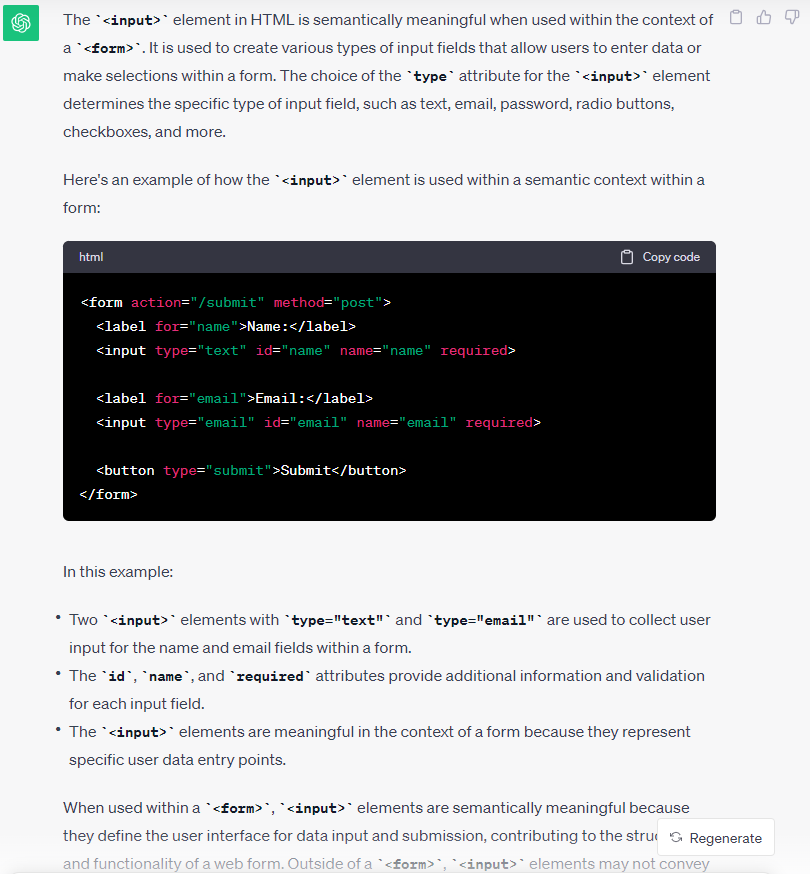 The `<input>` element in HTML is semantically meaningful when used within the context of
a `<form>`. It is used to create various types of input fields that allow users to enter data or
make selections within a form. The choice of the `type` attribute for the `<input>` element
determines the specific type of input field, such as text, email, password, radio buttons,
checkboxes, and more.
Here's an example of how the `<input>` element is used within a semantic context within a
form:
html Copy code
<form action="/submit" method="post">
  <label for="name">Name:</label>
  <input type="text" id="name" name="name" required>
  <label for="email">Email:</label>
  <input type="email" id="email" name="email" required>
  <button type="submit">Submit</button>
</form>
In this example:
• Two `<input>` elements with `type="text"` and `type="email"` are used to collect user
input for the name and email fields within a form.
• The `id`, `name`, and `required` attributes provide additional information and validation
for each input field.
• The `<input>` elements are meaningful in the context of a form because they represent
specific user data entry points.
When used within a `<form>`, `<input>` elements are semantically meaningful because
they define the user interface for data input and submission, contributing to the
Regenerate
and functionality of a web form. Outside of a `<form>`, `<input>` elements may not convey